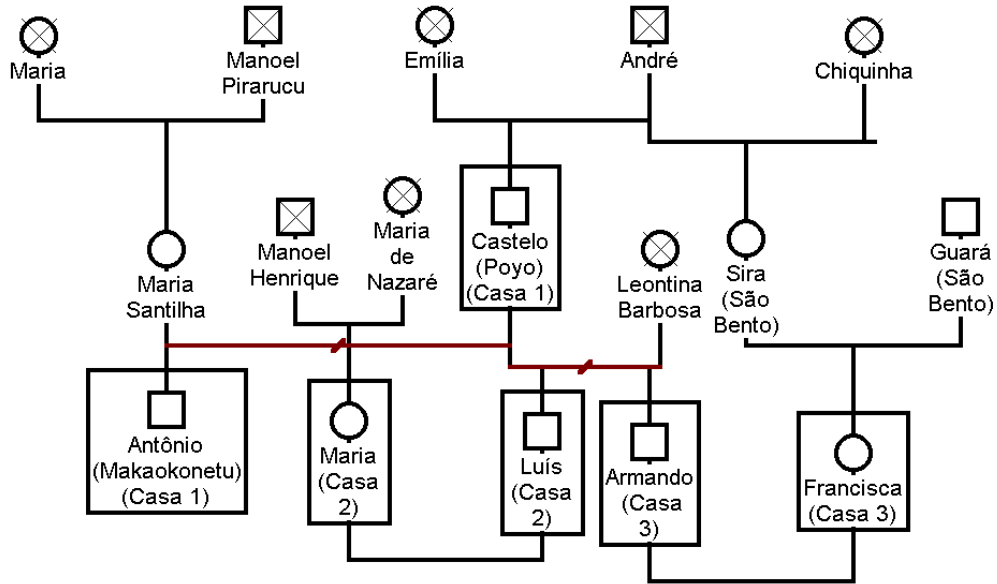 Maria
Manoel
Pirarucu
Emília
André
Chiquinha
Maria
Santilha
Manoel
Henrique
Maria
de
Nazaré
Castelo
(Poyo)
(Casa 1)
Leontina
Barbosa
Sira
(São
Bento)
Guará
(São
Bento)
Antônio
(Makaokonetu)
(Casa 1)
Maria
(Casa
2)
Luís
(Casa
2)
Armando
(Casa
3)
Francisca
(Casa 3)